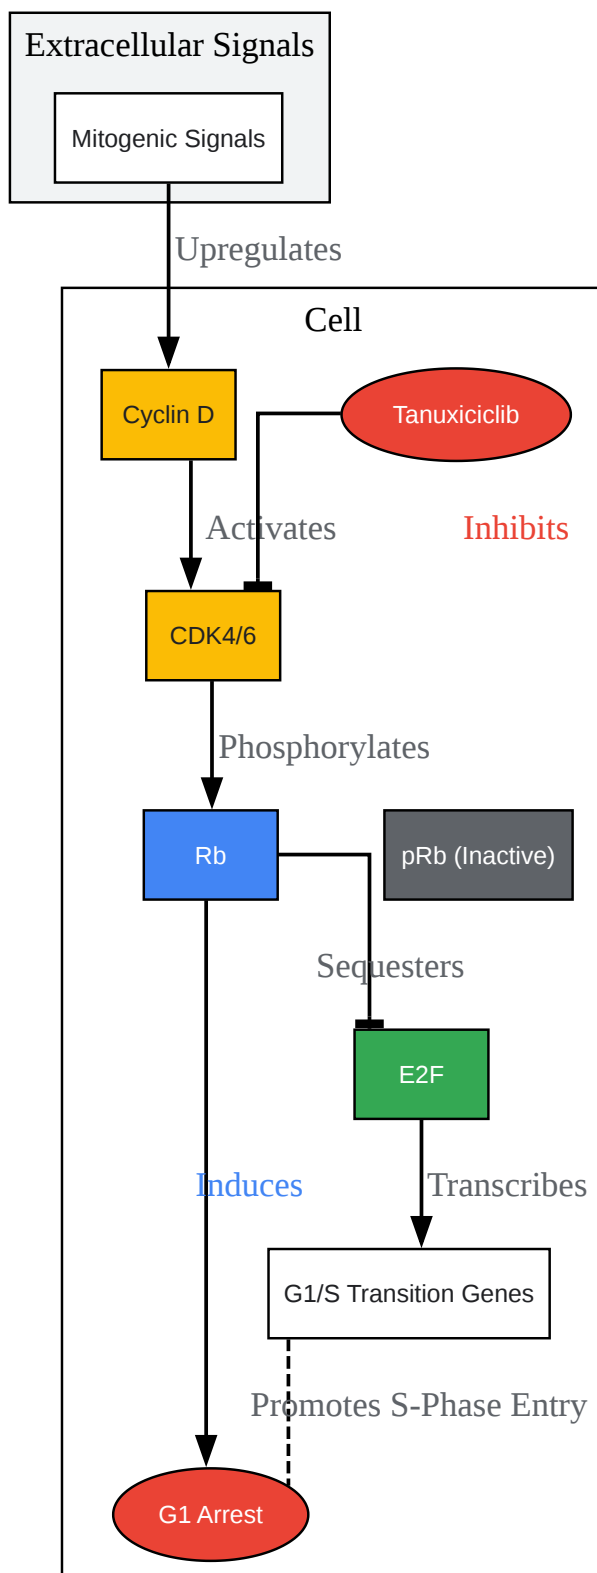 Extracellular Signals
Mitogenic Signals
Upregulates
Cell
Cyclin D
Tanuxiciclib
Activates
Inhibits
CDK4/6
Phosphorylates
Rb
pRb (Inactive)
Sequesters
E2F
Induces
Transcribes
G1/S Transition Genes
Promotes S-Phase Entry
G1 Arrest